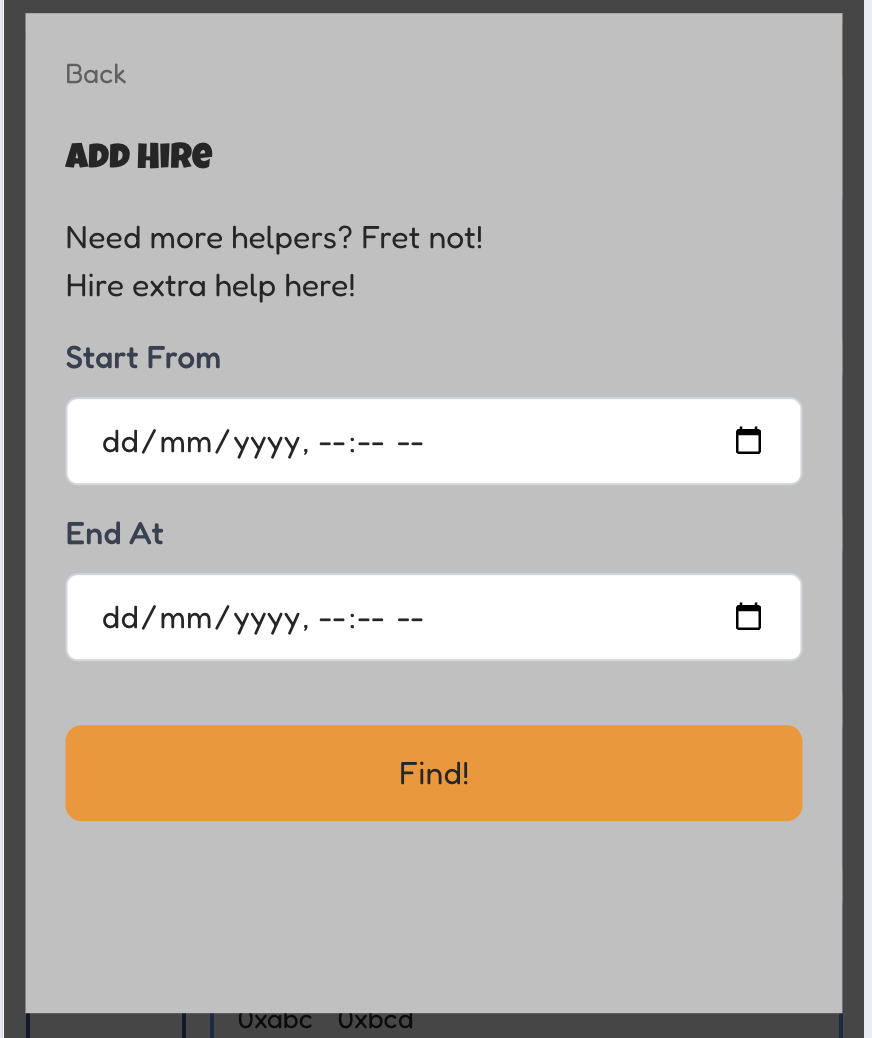 Back
ADD HIRe
Need more helpers? Fret not!
Hire extra help here!
Start From
dd/mm/yyyy, --:-- --
End At
dd/mm/yyyy, --:-- --
Find!
0xabc 0xbcd